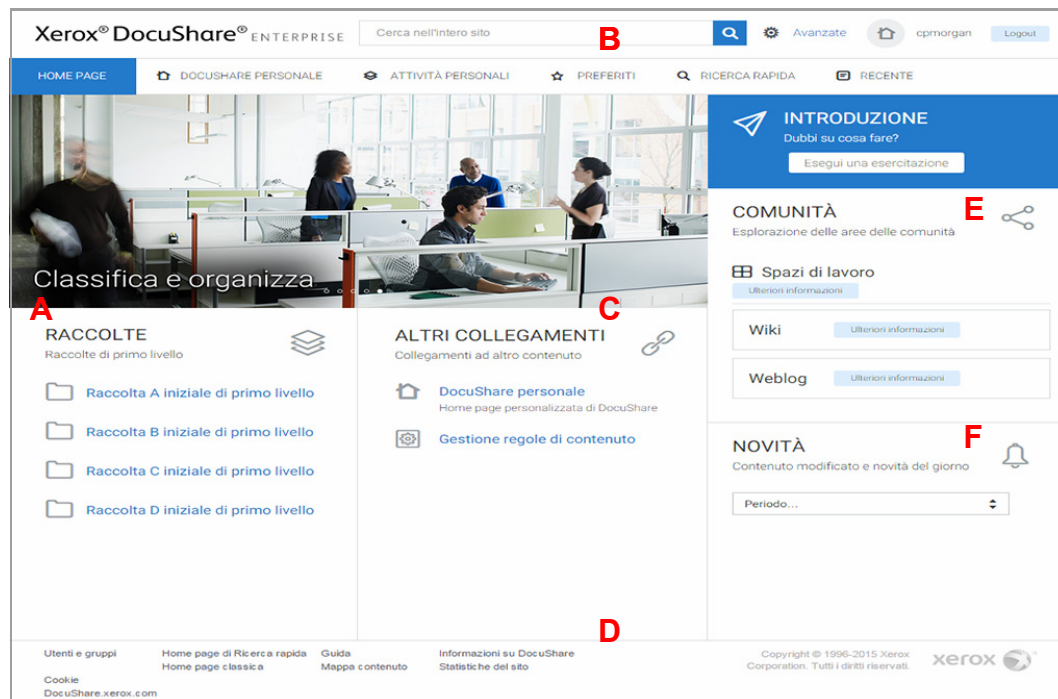 Xerox® DocuShare® ENTERPRISE
Cerca nell'intero sito
B
Avanzate
cpmorgan
Logout
HOME PAGE
DOCUSHARE PERSONALE
ATTIVITÀ PERSONALI
PREFERITI
RICERCA RAPIDA
RECENTE
Classifica e organizza
INTRODUZIONE
Dubbi su cosa fare?
Esegui una esercitazione
A
RACCOLTE
Raccolte di primo livello
Raccolta A iniziale di primo livello
Raccolta B iniziale di primo livello
Raccolta C iniziale di primo livello
Raccolta D iniziale di primo livello
C
ALTRI COLLEGAMENTI
Collegamenti ad altro contenuto
DocuShare personale
Home page personalizzata di DocuShare
Gestione regole di contenuto
COMUNITÀ
E
Esplorazione delle aree delle comunità
Spazi di lavoro
Ulteriori informazioni
Wiki
Ulteriori informazioni
Weblog
Ulteriori informazioni
F
NOVITÀ
Contenuto modificato e novità del giorno
Periodo...
D
Utenti e gruppi
Home page di Ricerca rapida
Guida
Informazioni su DocuShare
Home page classica
Mappa contenuto
Statistiche del sito
Cookie
DocuShare.xerox.com
Copyright © 1996-2015 Xerox
Corporation. Tutti i diritti riservati.
xerox